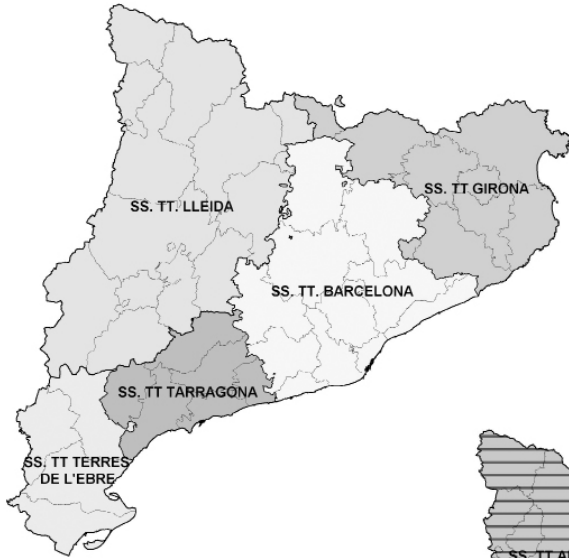 SS. TT. LLEIDA
SS. TT GIRONA
SS. TT. BARCELONA
SS. TT TARRAGONA
SS. TT TERRES
DE L'EBRE